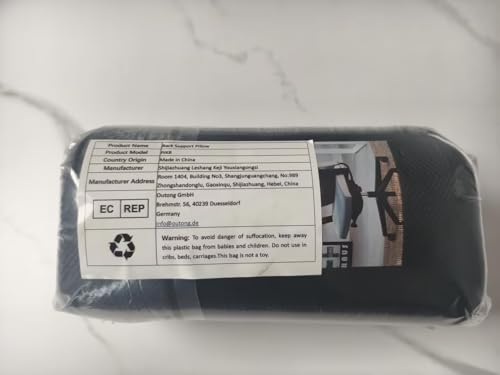 Product Name Back Support Pillow
Product Model
Country Origin Made in China
Manufacturer Shijiazhuang Leshang Keji Youxiangongsi
Manufacturer Address Room 1404, Building No3, Shangjunguangchang, No.989
Zhongshandonglu, Gaoxinqu, Shijiazhuang, Hebei, China
EC REP
Outong GmbH
Brehmstr. 56, 40239 Duesseldorf
Germany
info@outong.de
Warning: To avoid danger of suffocation, keep away
this plastic bag from babies and children. Do not use in
cribs, beds, carriages.This bag is not a toy.